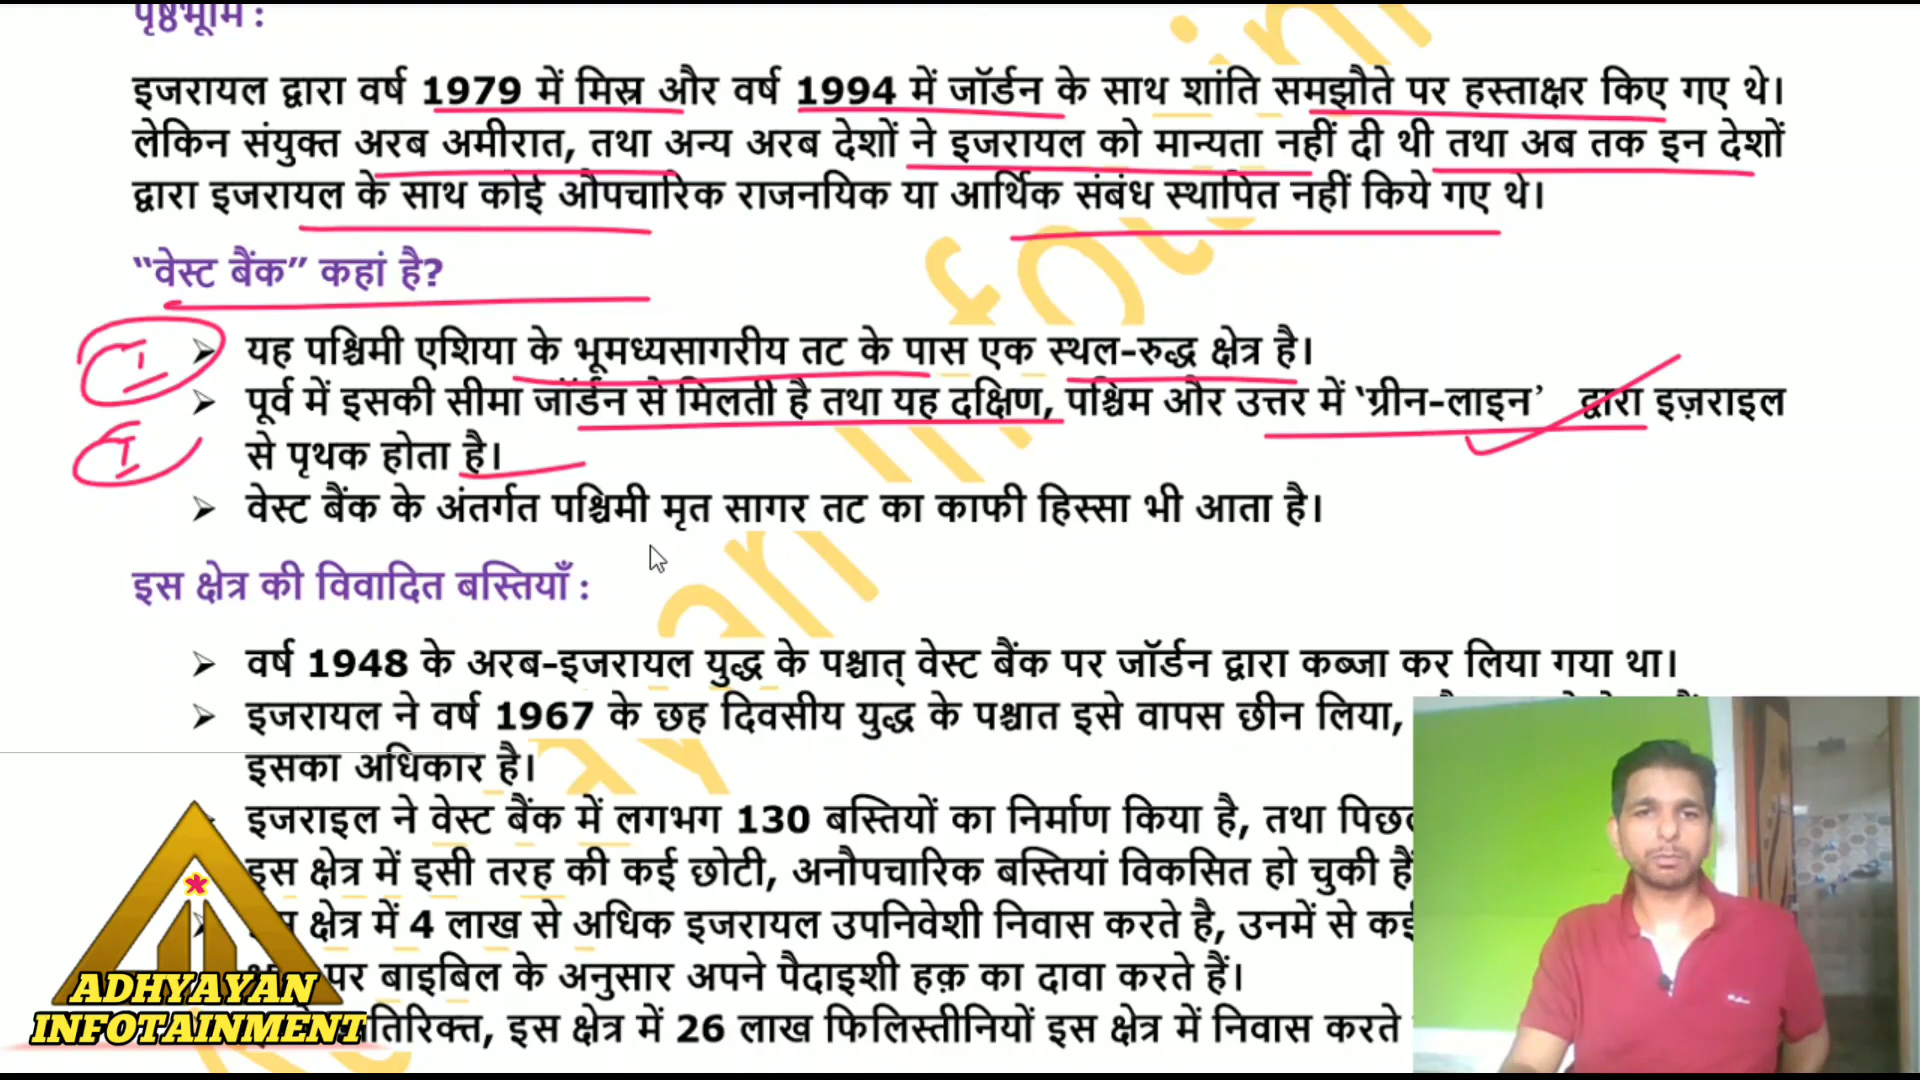 पृष्ठभूमि :
इजरायल द्वारा वर्ष 1979 में मिस्र और वर्ष 1994 में जॉर्डन के साथ शांति समझौते पर हस्ताक्षर किए गए थे।
लेकिन संयुक्त अरब अमीरात, तथा अन्य अरब देशों ने इजरायल को मान्यता नहीं दी थी तथा अब तक इन देशों
द्वारा इजरायल के साथ कोई औपचारिक राजनयिक या आर्थिक संबंध स्थापित नहीं किये गए थे।
“वेस्ट बैंक” कहां है?
➢ यह पश्चिमी एशिया के भूमध्यसागरीय तट के पास एक स्थल-रुद्ध क्षेत्र है।
➢ पूर्व में इसकी सीमा जॉर्डन से मिलती है तथा यह दक्षिण, पश्चिम और उत्तर में ‘ग्रीन-लाइन’ द्वारा इज़राइल
से पृथक होता है।
➢ वेस्ट बैंक के अंतर्गत पश्चिमी मृत सागर तट का काफी हिस्सा भी आता है।
इस क्षेत्र की विवादित बस्तियाँ :
➢ वर्ष 1948 के अरब-इजरायल युद्ध के पश्चात् वेस्ट बैंक पर जॉर्डन द्वारा कब्जा कर लिया गया था।
➢ इजरायल ने वर्ष 1967 के छह दिवसीय युद्ध के पश्चात इसे वापस छीन लिया,
इसका अधिकार है।
इजराइल ने वेस्ट बैंक में लगभग 130 बस्तियों का निर्माण किया है, तथा
इस क्षेत्र में इसी तरह की कई छोटी, अनौपचारिक बस्तियां विकसित हो चुकी हैं
क्षेत्र में 4 लाख से अधिक इजरायल उपनिवेशी निवास करते है, उनमें से कई
पर बाइबिल के अनुसार अपने पैदाइशी हक़ का दावा करते हैं।
इस क्षेत्र में 26 लाख फिलिस्तीनियों इस क्षेत्र में निवास करते
ADHYAYAN
INFOTAINMENT